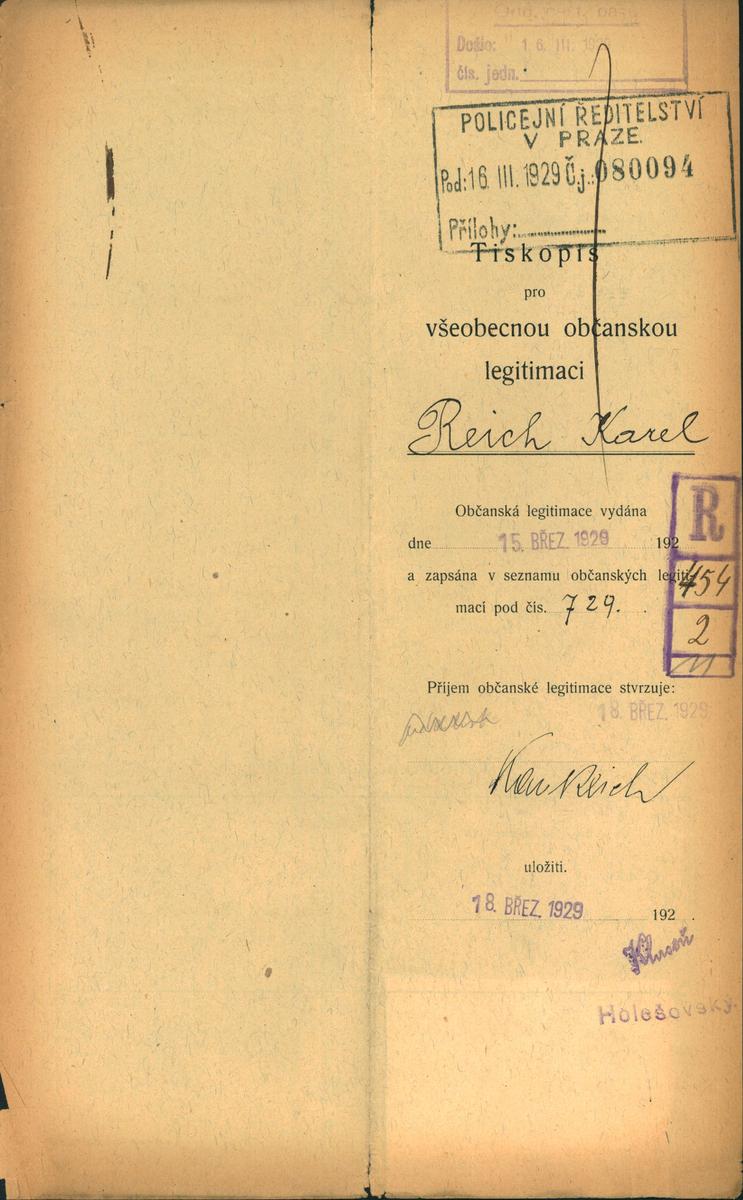 Došlo: 16. III. 1929
čís. jedn.
POLICEJNÍ ŘEDITELSTVÍ
V PRAZE.
Pod: 16. III. 1929 Č.j.: 080094
Přílohy:
Tiskopis
pro
všeobecnou občanskou
legitimaci
Reich Karel
R
454
2
Občanská legitimace vydána
dne 15. BŘEZ. 1929 192
a zapsána v seznamu občanských legiti-
mací pod čís. 729.
Příjem občanské legitimace stvrzuje:
18. BŘEZ. 1929
Reich
uložiti.
18. BŘEZ. 1929 192 .
Holešovský.